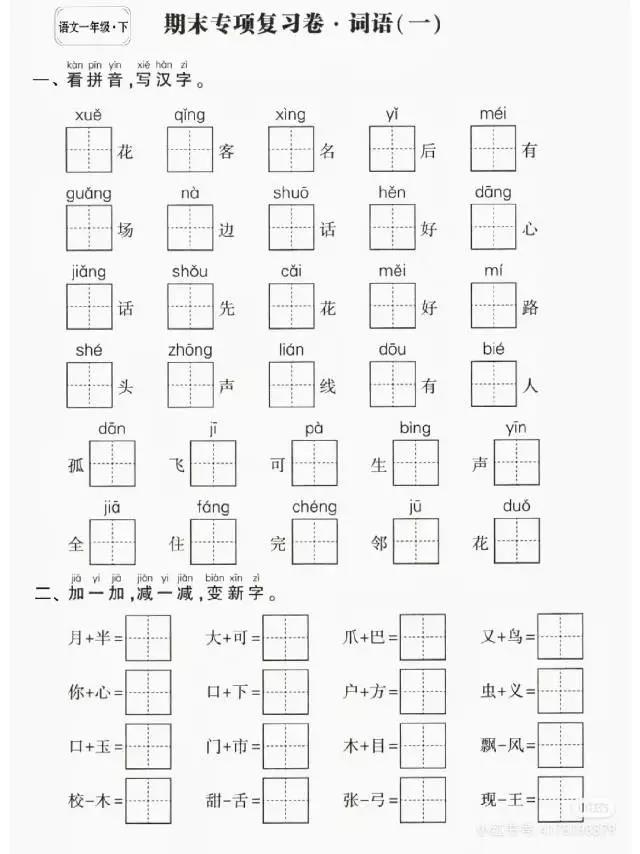 语文一年级·下
期末专项复习卷·词语(一)
kàn pīn yīn xiě hàn zì
一、看拼音,写汉字。
xuě qǐng xìng yǐ méi
花 客 名 后 有
guǎng nà shuō hěn dāng
场 边 话 好 心
jiǎng shǒu cǎi měi mí
话 先 花 好 路
shé zhōng lián dōu bié
头 声 线 有 人
dān jī pà bìng yīn
孤 飞 可 生 声
jiā fáng chéng jū duǒ
全 住 完 邻 花
jiā yi jiā jiǎn yi jiǎn biàn xīn zì
二、加一加,减一减,变新字。
月+半= 大+可= 爪+巴= 又+鸟=
你+心= 口+下= 户+方= 虫+义=
口+玉= 门+市= 木+目= 飘-风=
校-木= 甜-舌= 张-弓= 现-王=